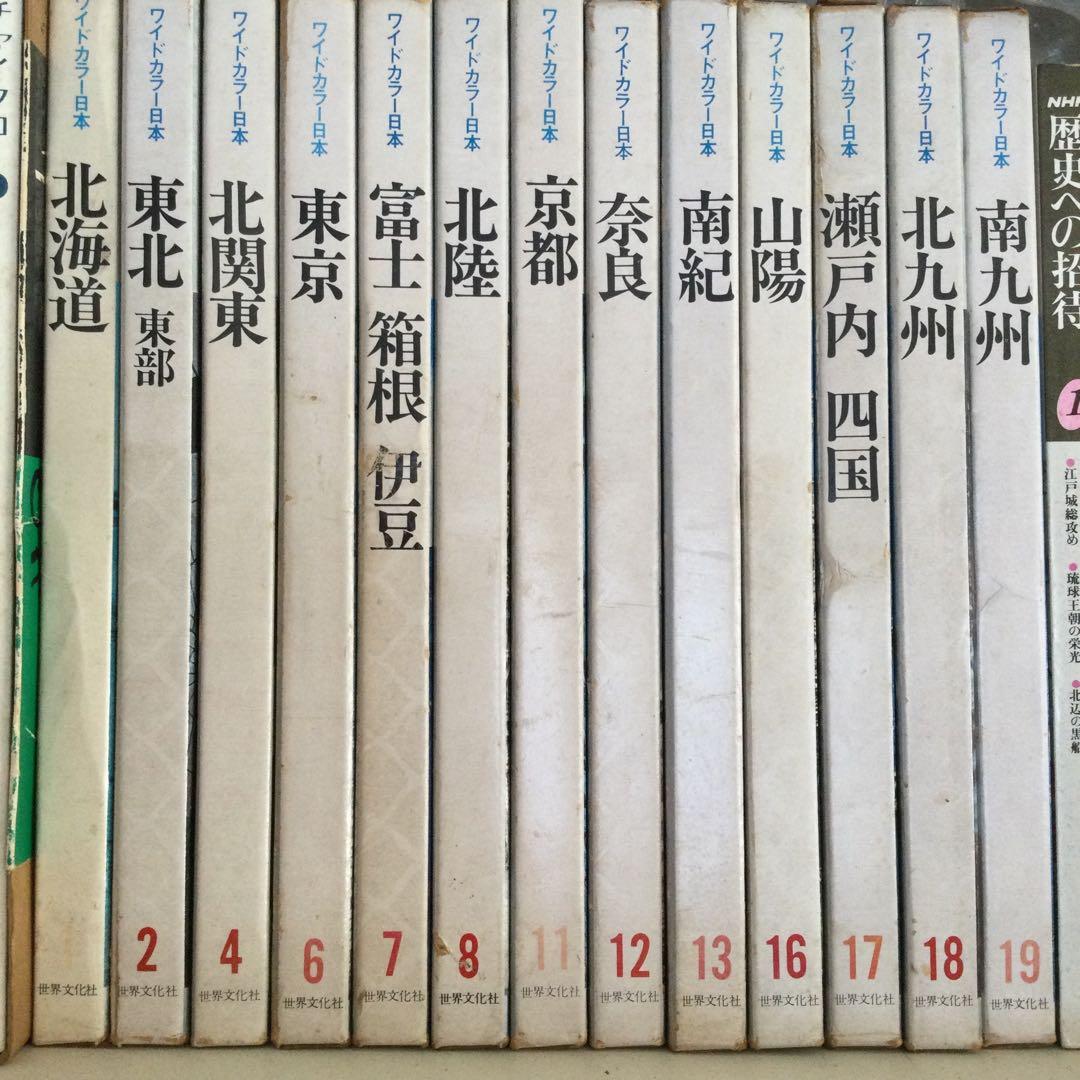 ワイドカラー日本
北海道
世界文化社
ワイドカラー日本
東北 東部
2
世界文化社
ワイドカラー日本
北関東
4
世界文化社
ワイドカラー日本
東京
6
世界文化社
ワイドカラー日本
富士 箱根 伊豆
7
世界文化社
ワイドカラー日本
北陸
8
世界文化社
ワイドカラー日本
京都
11
世界文化社
ワイドカラー日本
奈良
12
世界文化社
ワイドカラー日本
南紀
13
世界文化社
ワイドカラー日本
山陽
16
世界文化社
ワイドカラー日本
瀬戸内 四国
17
世界文化社
ワイドカラー日本
北九州
18
世界文化社
ワイドカラー日本
南九州
19
世界文化社
NHK
歴史への招待
1
●江戸城総攻め ●琉球王朝の栄光 ●北辺の黒船